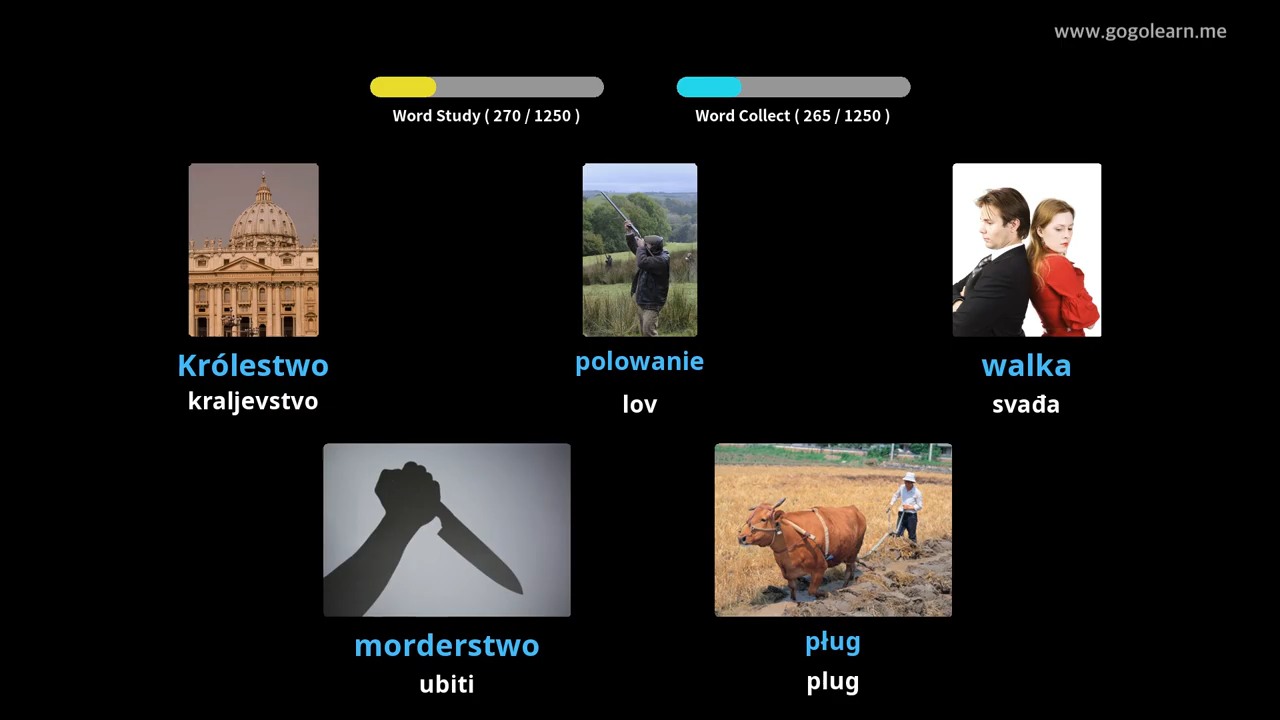 www.gogolearn.me
Word Study ( 270 / 1250 )
Word Collect ( 265 / 1250 )
Królestwo
kraljevstvo
polowanie
lov
walka
svađa
morderstwo
ubiti
pług
plug